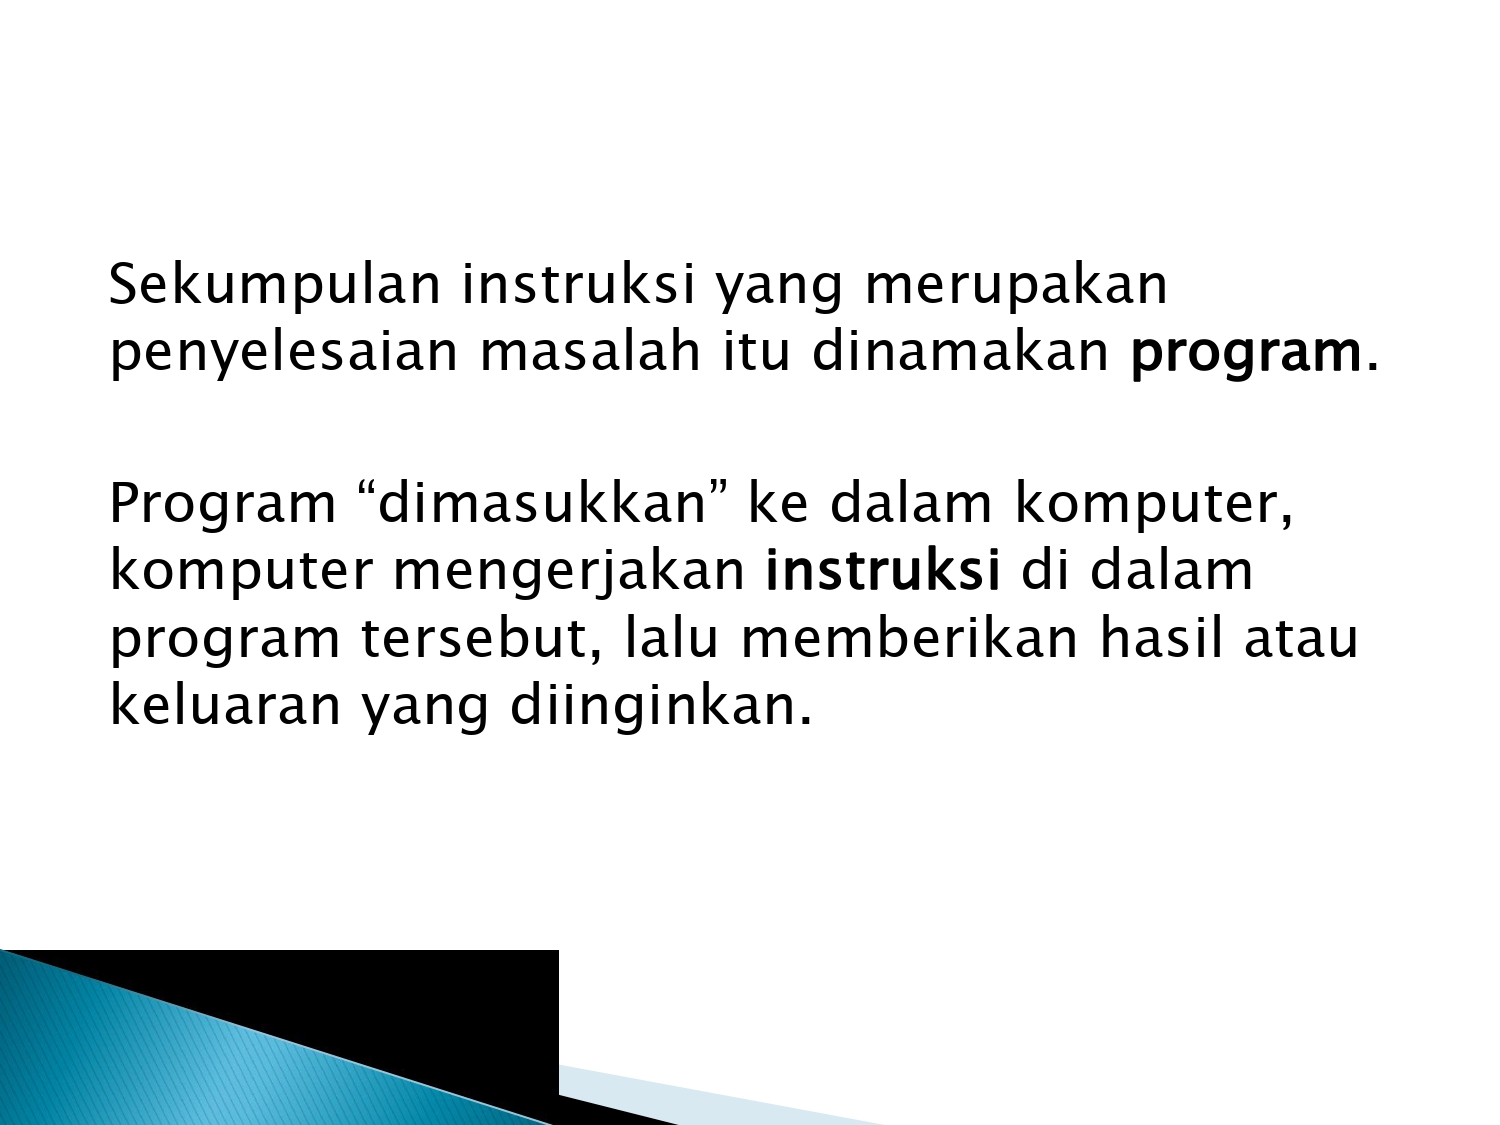 Sekumpulan instruksi yang merupakan
penyelesaian masalah itu dinamakan program.
Program “dimasukkan” ke dalam komputer,
komputer mengerjakan instruksi di dalam
program tersebut, lalu memberikan hasil atau
keluaran yang diinginkan.